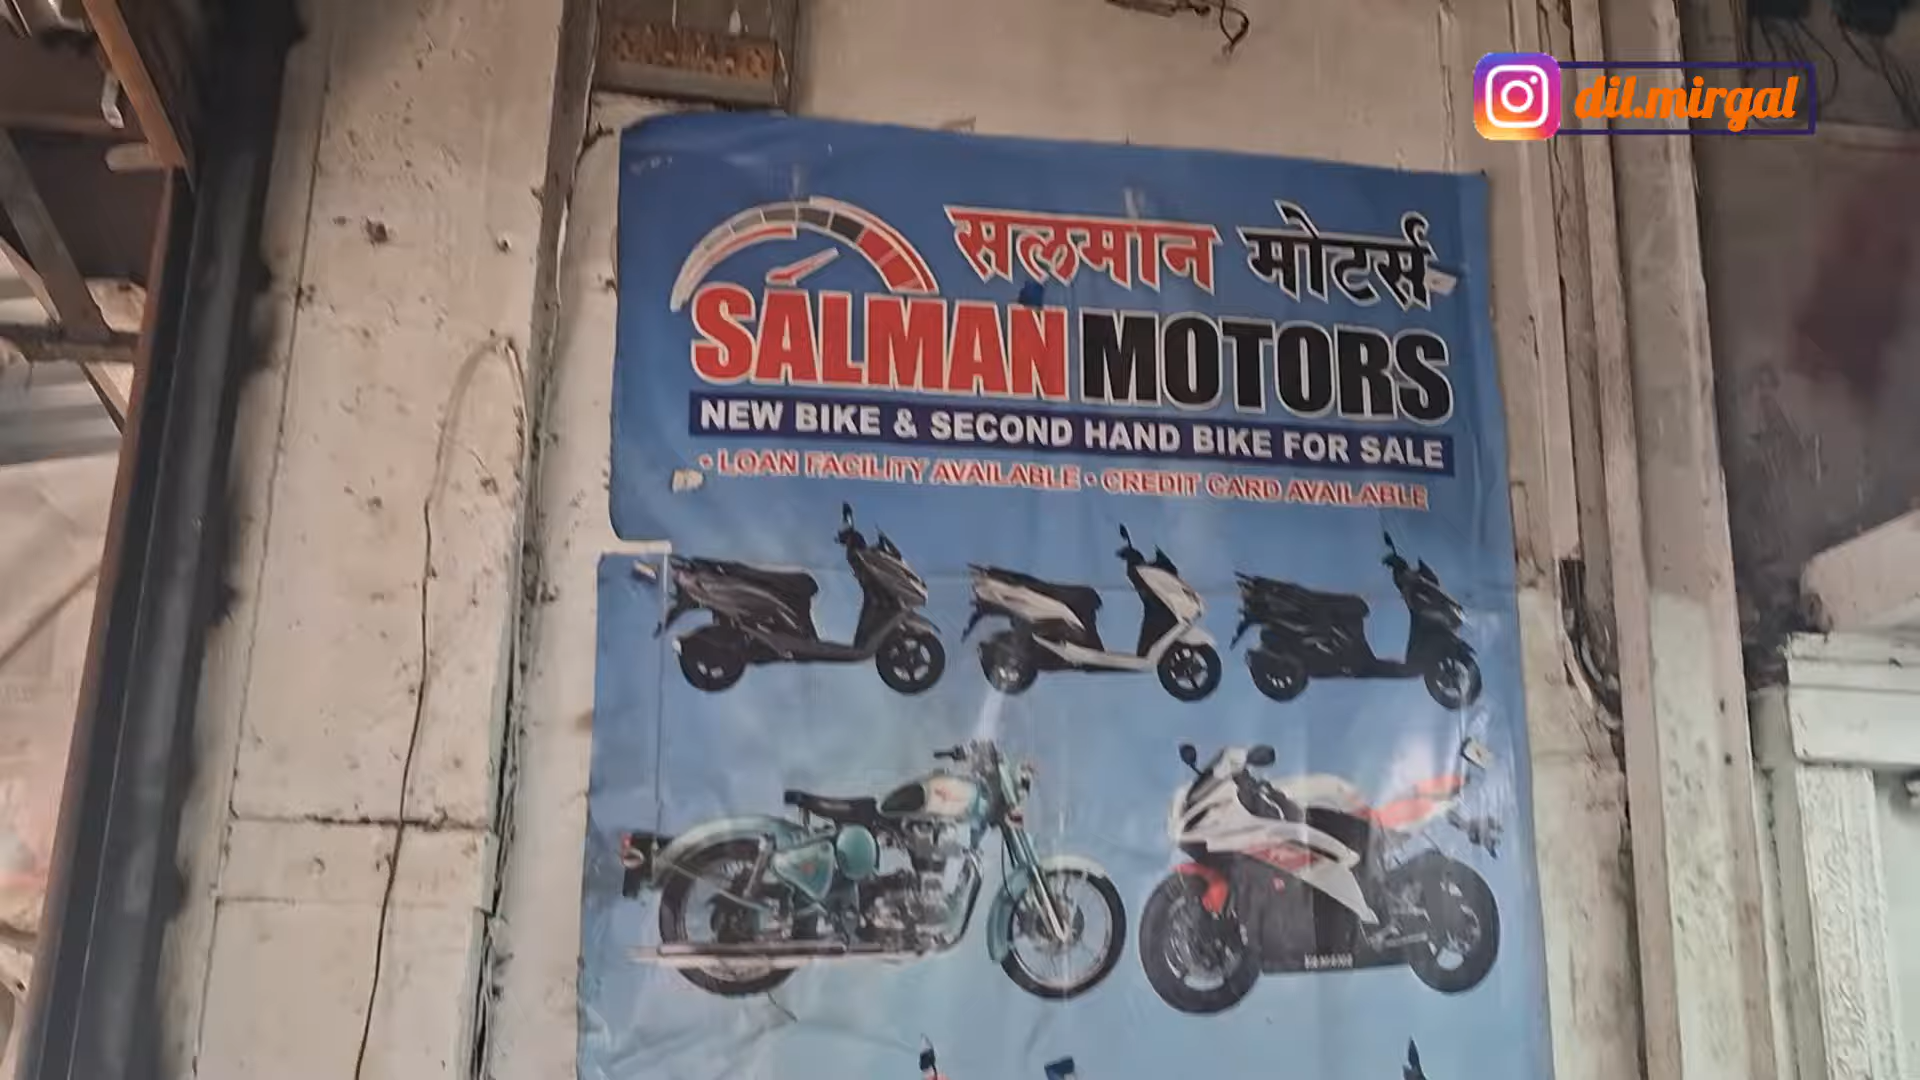 dil.mirgal
सलमान मोटर्स
SALMAN MOTORS
NEW BIKE & SECOND HAND BIKE FOR SALE
• LOAN FACILITY AVAILABLE • CREDIT CARD AVAILABLE